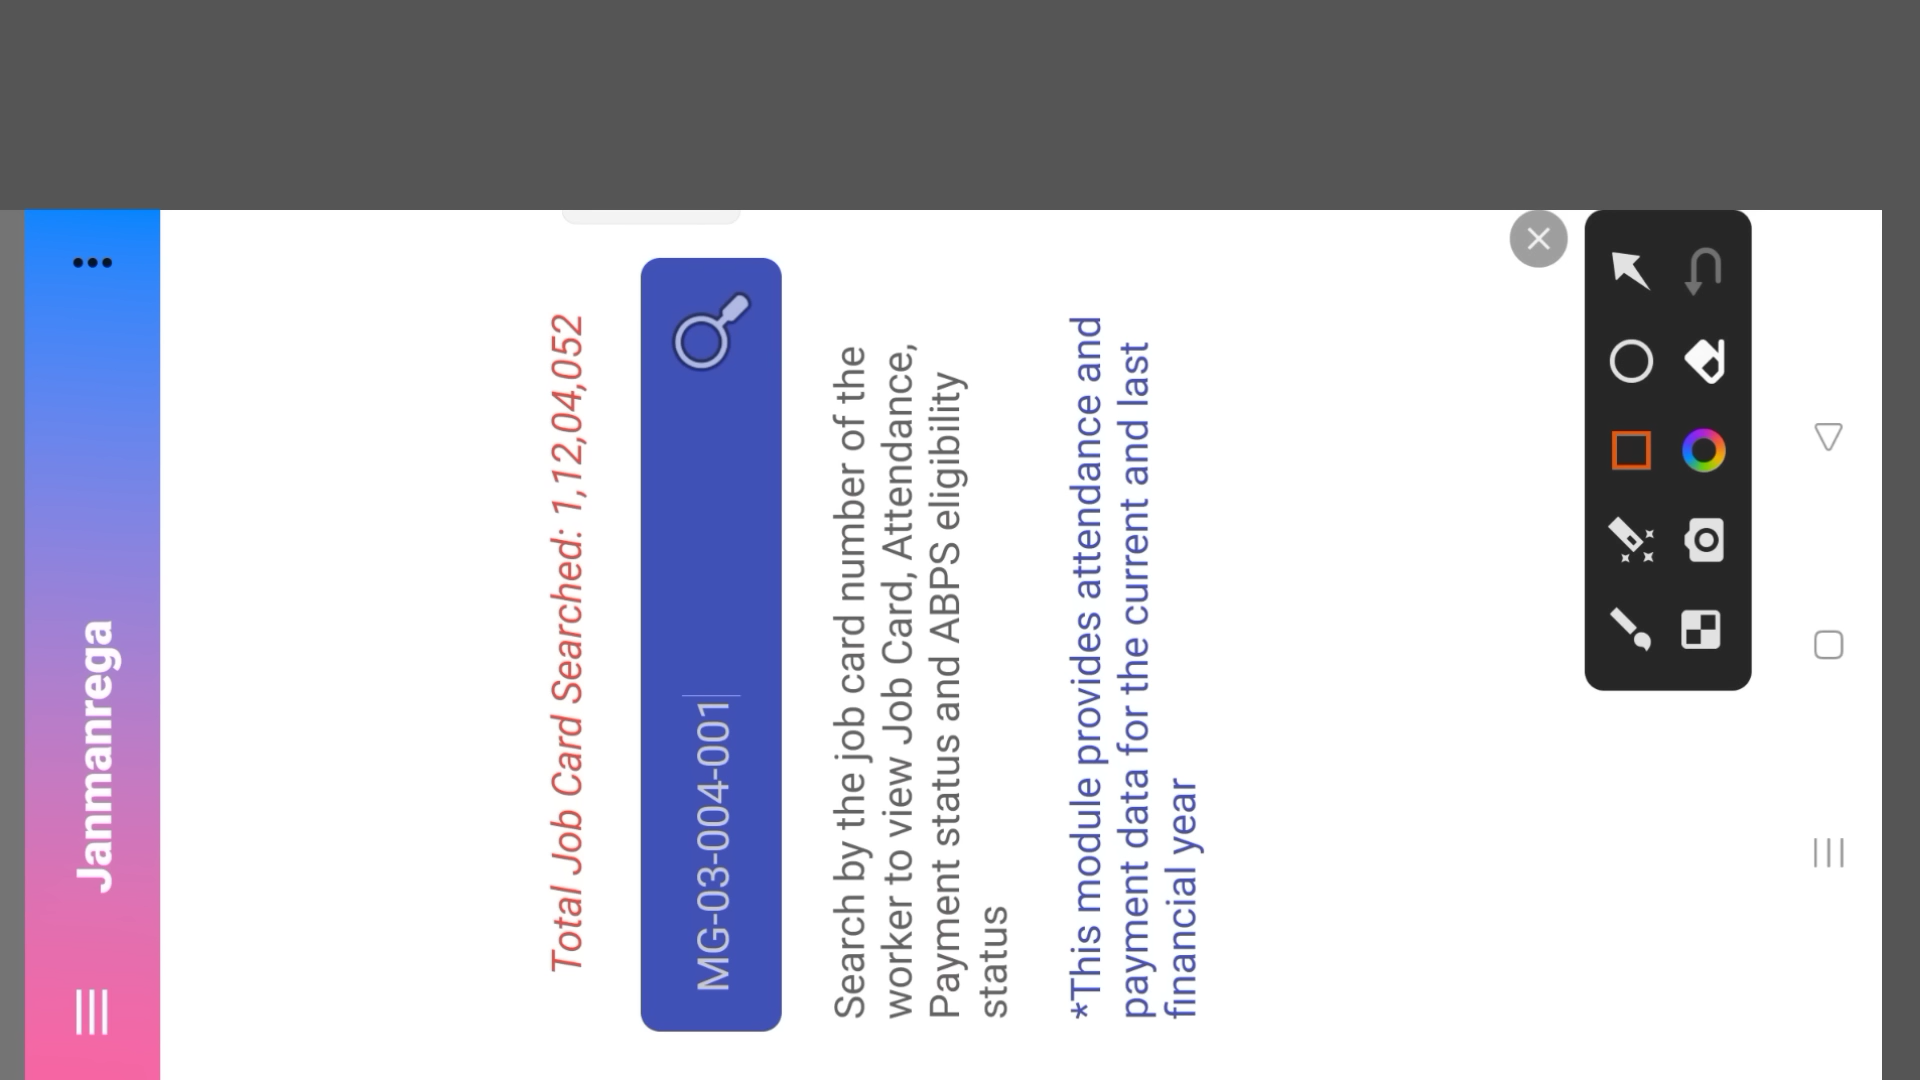 Janmanrega
Total Job Card Searched: 1,12,04,052
MG-03-004-001
Search by the job card number of the
worker to view Job Card, Attendance,
Payment status and ABPS eligibility
status
*This module provides attendance and
payment data for the current and last
financial year